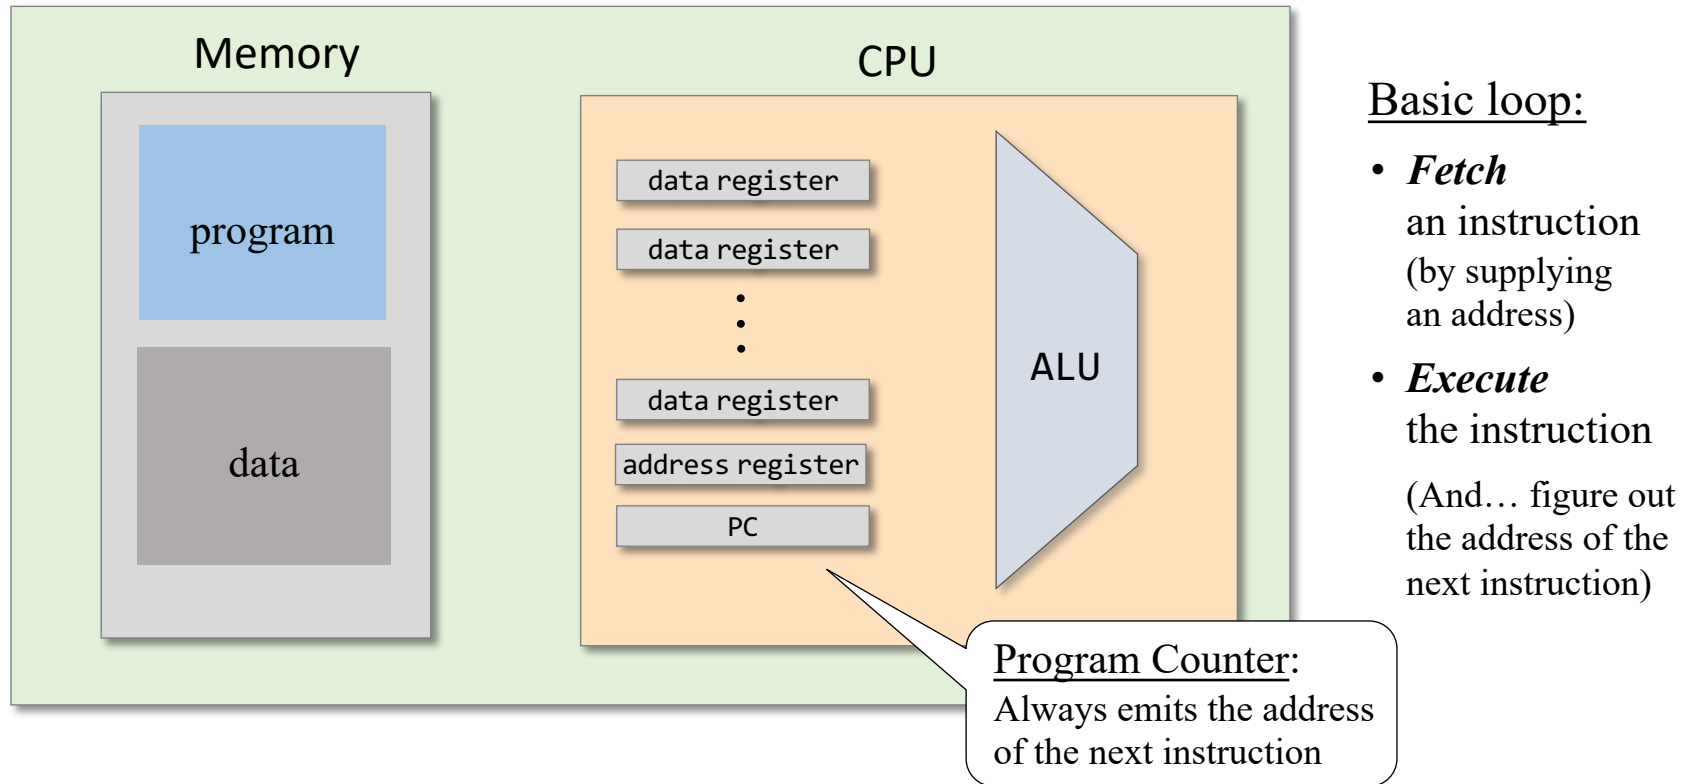 Memory
program
data
CPU
data register
data register
data register
address register
PC
ALU
Program Counter:
Always emits the address
of the next instruction
Basic loop:
• Fetch
an instruction
(by supplying
an address)
• Execute
the instruction
(And… figure out
the address of the
next instruction)